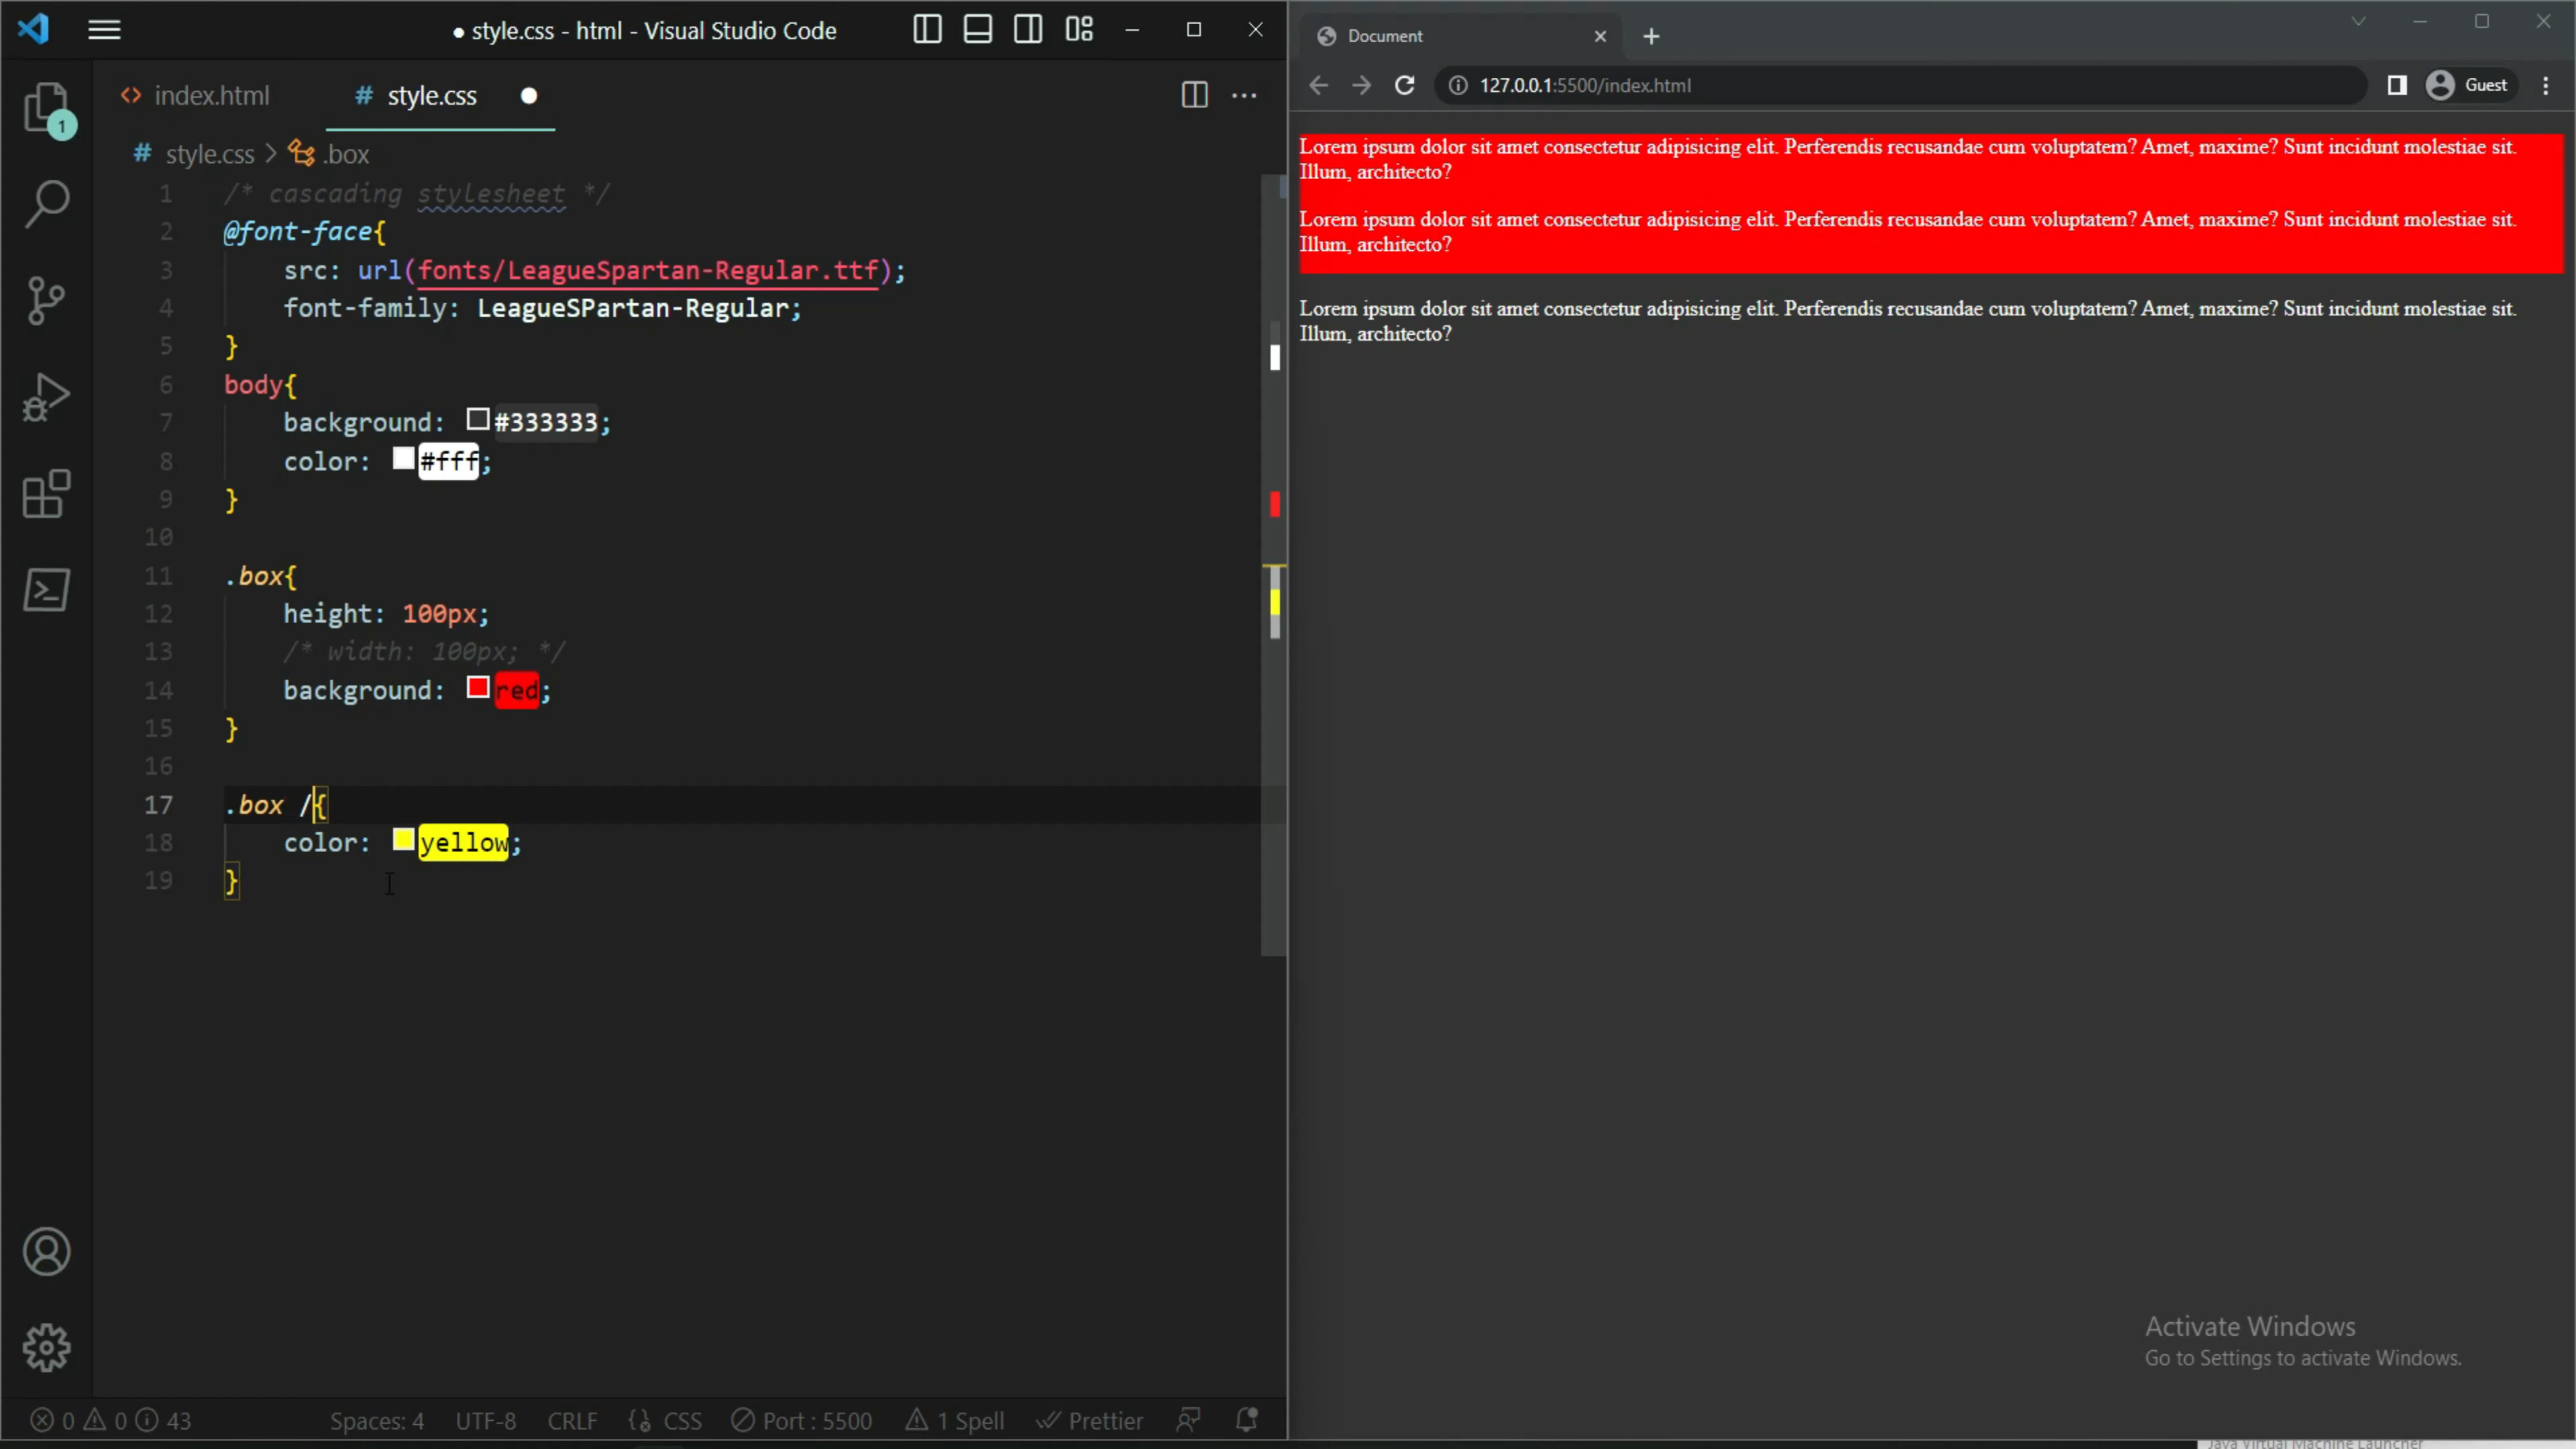 ● style.css - html - Visual Studio Code
index.html
# style.css ●
1
# style.css > .box
1 /* cascading stylesheet */
2 @font-face{
3 src: url(fonts/LeagueSpartan-Regular.ttf);
4 font-family: LeagueSPartan-Regular;
5 }
6 body{
7 background: #333333;
8 color: #fff;
9 }
10
11 .box{
12 height: 100px;
13 /* width: 100px; */
14 background: red;
15 }
16
17 .box /{
18 color: yellow;
19 }
0 0 43
Spaces: 4
UTF-8
CRLF
CSS
Port : 5500
1 Spell
Prettier
Document
127.0.0.1:5500/index.html
Guest
Lorem ipsum dolor sit amet consectetur adipisicing elit. Perferendis recusandae cum voluptatem? Amet, maxime? Sunt incidunt molestiae sit.
Illum, architecto?
Lorem ipsum dolor sit amet consectetur adipisicing elit. Perferendis recusandae cum voluptatem? Amet, maxime? Sunt incidunt molestiae sit.
Illum, architecto?
Lorem ipsum dolor sit amet consectetur adipisicing elit. Perferendis recusandae cum voluptatem? Amet, maxime? Sunt incidunt molestiae sit.
Illum, architecto?
Activate Windows
Go to Settings to activate Windows.
Java Virtual Machine Launcher